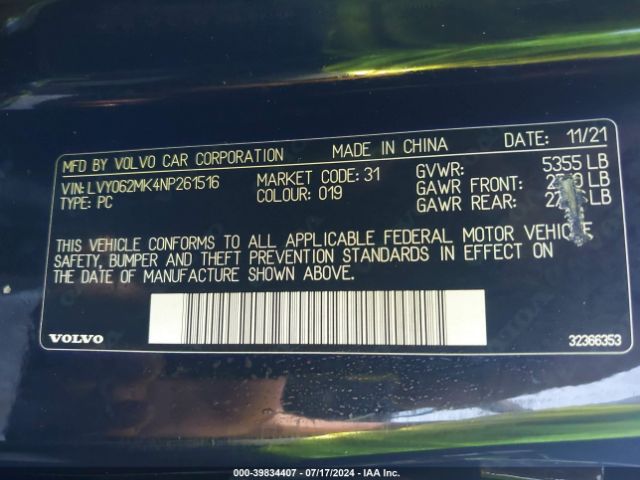 MFD BY VOLVO CAR CORPORATION MADE IN CHINA DATE: 11/21
VIN: LVY062MK4NP261516 MARKET CODE: 31 GVWR: 5355 LB
TYPE: PC COLOUR: 019 GAWR FRONT: LB
GAWR REAR: LB
THIS VEHICLE CONFORMS TO ALL APPLICABLE FEDERAL MOTOR VEHICLE
SAFETY, BUMPER AND THEFT PREVENTION STANDARDS IN EFFECT ON
THE DATE OF MANUFACTURE SHOWN ABOVE.
VOLVO 32366353
000-39834407 - 07/17/2024 - IAA Inc.